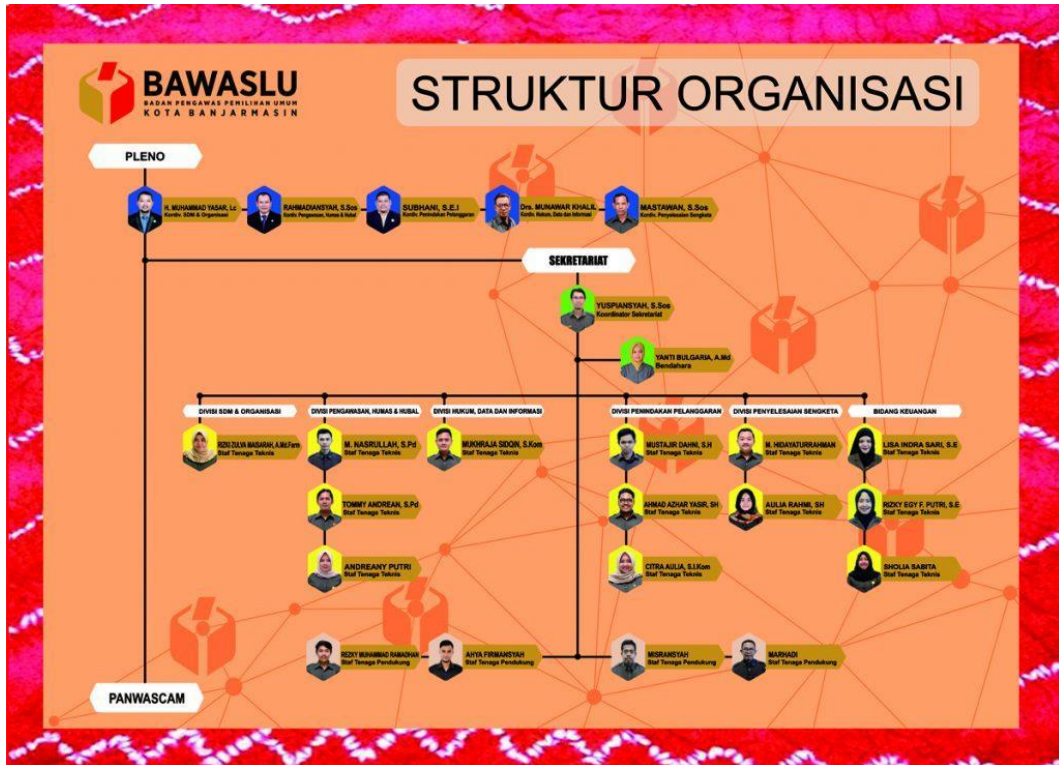 BAWASLU
BADAN PENGAWAS PEMILIHAN UMUM
KOTA BANJARMASIN
STRUKTUR ORGANISASI
PLENO
H. MUHAMMAD YASAR, Lc
Kordiv. SDM & Organisasi
RAHMADIANSYAH, S.Sos
Kordiv. Pengawasan, Humas & Hubal
SUBHANI, S.E.I
Kordiv. Penindakan Pelanggaran
Drs. MUNAWAR KHALIL
Kordiv. Hukum, Data dan Informasi
MASTAWAN, S.Sos
Kordiv. Penyelesaian Sengketa
SEKRETARIAT
YUSPIANSYAH, S.Sos
Koordinator Sekretariat
YANTI BULGARIA, A.Md
Bendahara
DIVISI SDM & ORGANISASI
DIVISI PENGAWASAN, HUMAS & HUBAL
DIVISI HUKUM, DATA DAN INFORMASI
DIVISI PENINDAKAN PELANGGARAN
DIVISI PENYELESAIAN SENGKETA
BIDANG KEUANGAN
RIZKI ZULVA MAISARAH, A.Md.Farm
Staf Tenaga Teknis
M. NASRULLAH, S.Pd
Staf Tenaga Teknis
MUKHRAJA SIDQIN, S.Kom
Staf Tenaga Teknis
MUSTAJIR DAHNI, S.H
Staf Tenaga Teknis
M. HIDAYATURRAHMAN
Staf Tenaga Teknis
LISA INDRA SARI, S.E
Staf Tenaga Teknis
TOMMY ANDREAN, S.Pd
Staf Tenaga Teknis
AHMAD AZHAR YASIR, SH
Staf Tenaga Teknis
AULIA RAHMI, SH
Staf Tenaga Teknis
RIZKY EGY F. PUTRI, S.E
Staf Tenaga Teknis
ANDREANY PUTRI
Staf Tenaga Teknis
CITRA AULIA, S.I.Kom
Staf Tenaga Teknis
SHOLIA SABITA
Staf Tenaga Teknis
REZKY MUHAMMAD RAMADHAN
Staf Tenaga Pendukung
AHYA FIRMANSYAH
Staf Tenaga Pendukung
MISRANSYAH
Staf Tenaga Pendukung
MARHADI
Staf Tenaga Pendukung
PANWASCAM